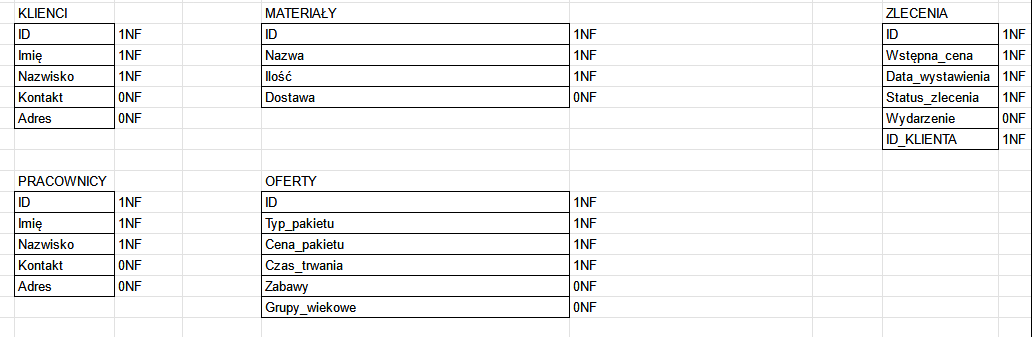 KLIENCI
ID 1NF
Imię 1NF
Nazwisko 1NF
Kontakt 0NF
Adres 0NF
MATERIAŁY
ID 1NF
Nazwa 1NF
Ilość 1NF
Dostawa 0NF
ZLECENIA
ID 1NF
Wstępna_cena 1NF
Data_wystawienia 1NF
Status_zlecenia 1NF
Wydarzenie 0NF
ID_KLIENTA 1NF
PRACOWNICY
ID 1NF
Imię 1NF
Nazwisko 1NF
Kontakt 0NF
Adres 0NF
OFERTY
ID 1NF
Typ_pakietu 1NF
Cena_pakietu 1NF
Czas_trwania 1NF
Zabawy 0NF
Grupy_wiekowe 0NF